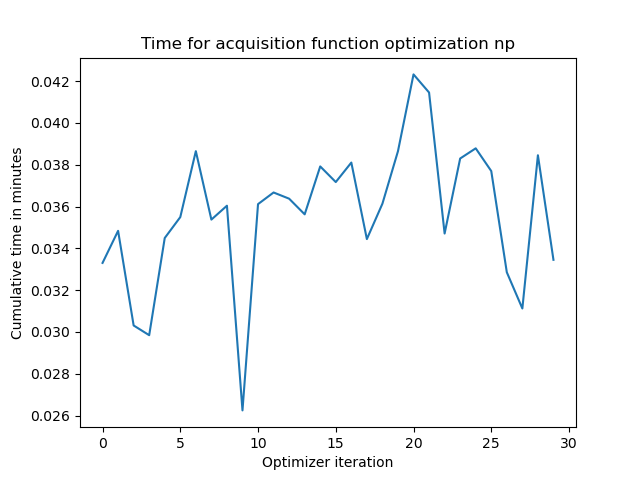 Time for acquisition function optimization np
Cumulative time in minutes
0.042
0.040
0.038
0.036
0.034
0.032
0.030
0.028
0.026
0 5 10 15 20 25 30
Optimizer iteration